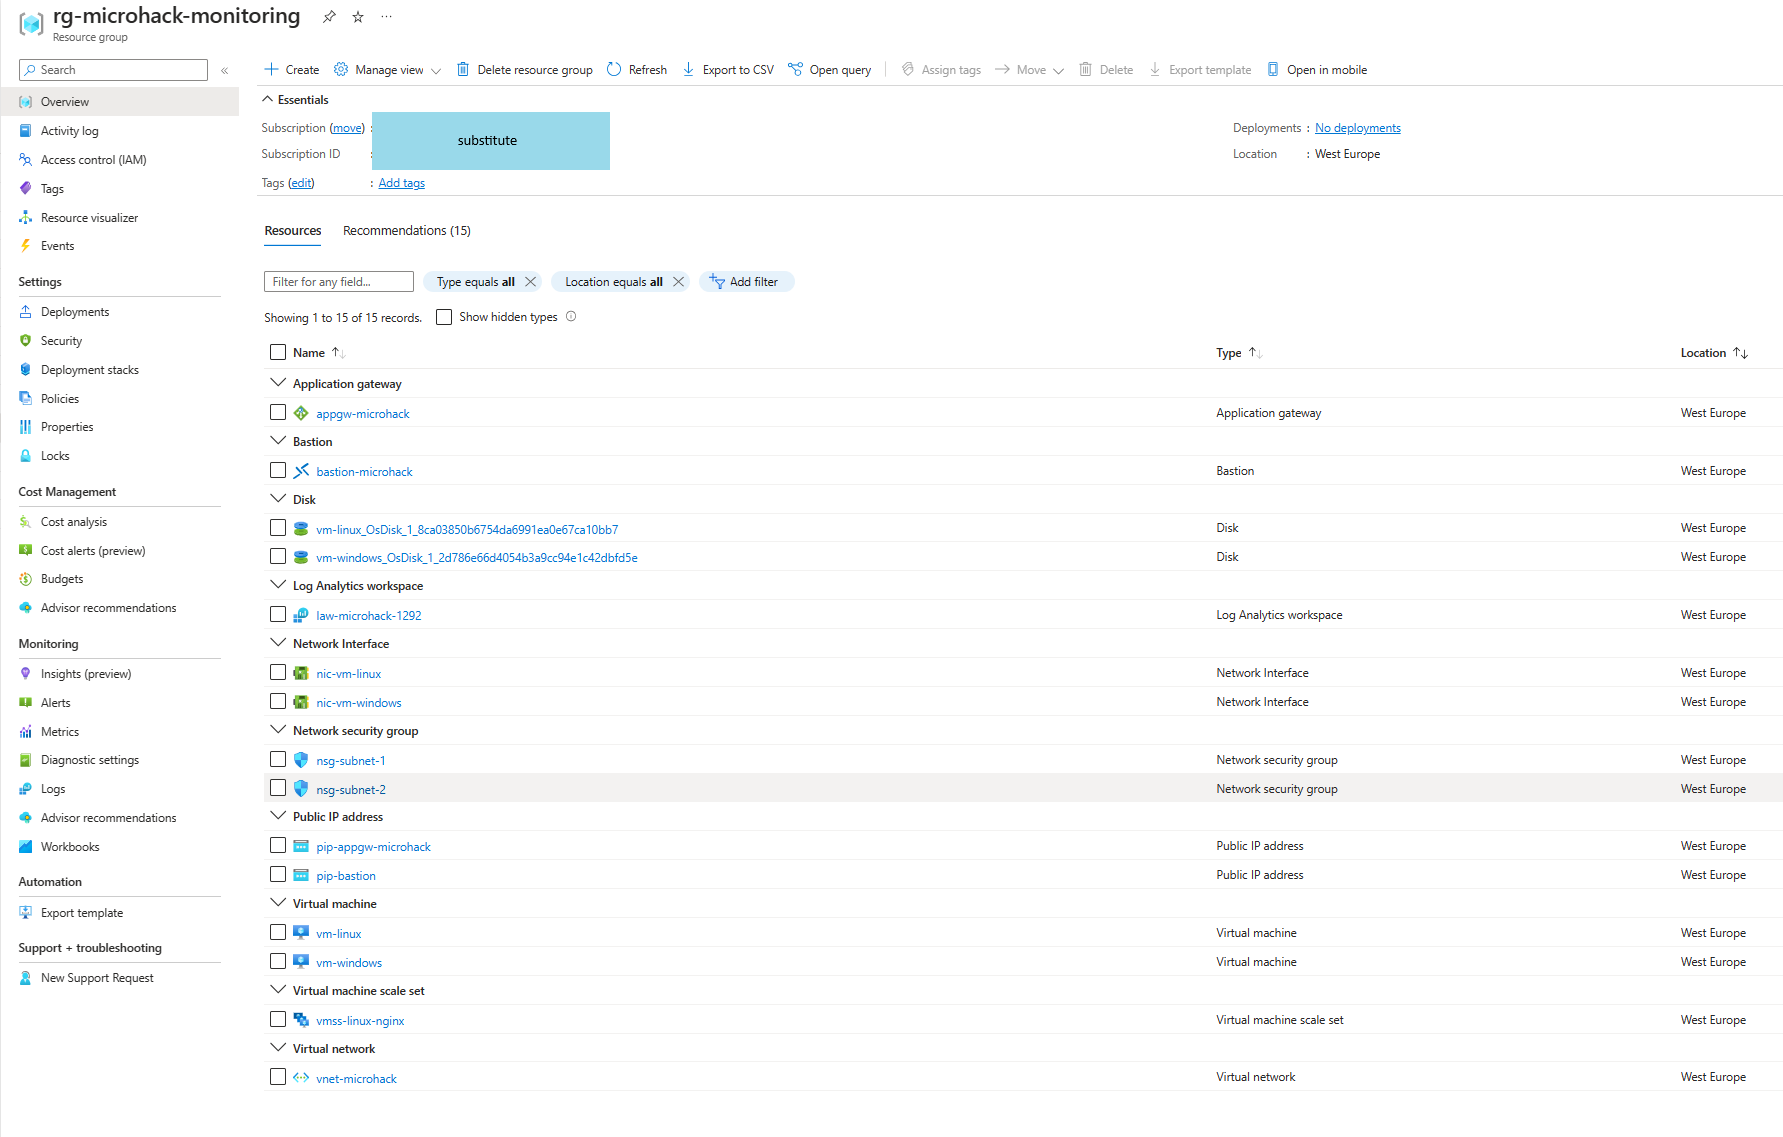 rg-microhack-monitoring
Resource group
Search
Overview
Activity log
Access control (IAM)
Tags
Resource visualizer
Events
Settings
Deployments
Security
Deployment stacks
Policies
Properties
Locks
Cost Management
Cost analysis
Cost alerts (preview)
Budgets
Advisor recommendations
Monitoring
Insights (preview)
Alerts
Metrics
Diagnostic settings
Logs
Advisor recommendations
Workbooks
Automation
Export template
Support + troubleshooting
New Support Request
Create Manage view Delete resource group Refresh Export to CSV Open query Assign tags Move Delete Export template Open in mobile
Essentials
Subscription (move) :
substitute
Subscription ID :
Tags (edit) : Add tags
Deployments : No deployments
Location : West Europe
Resources Recommendations (15)
Filter for any field... Type equals all Location equals all Add filter
Showing 1 to 15 of 15 records. Show hidden types
Name Type Location
Application gateway
appgw-microhack Application gateway West Europe
Bastion
bastion-microhack Bastion West Europe
Disk
vm-linux_OsDisk_1_8ca03850b6754da6991ea0e67ca10bb7 Disk West Europe
vm-windows_OsDisk_1_2d786e66d4054b3a9cc94e1c42dbfd5e Disk West Europe
Log Analytics workspace
law-microhack-1292 Log Analytics workspace West Europe
Network Interface
nic-vm-linux Network Interface West Europe
nic-vm-windows Network Interface West Europe
Network security group
nsg-subnet-1 Network security group West Europe
nsg-subnet-2 Network security group West Europe
Public IP address
pip-appgw-microhack Public IP address West Europe
pip-bastion Public IP address West Europe
Virtual machine
vm-linux Virtual machine West Europe
vm-windows Virtual machine West Europe
Virtual machine scale set
vmss-linux-nginx Virtual machine scale set West Europe
Virtual network
vnet-microhack Virtual network West Europe